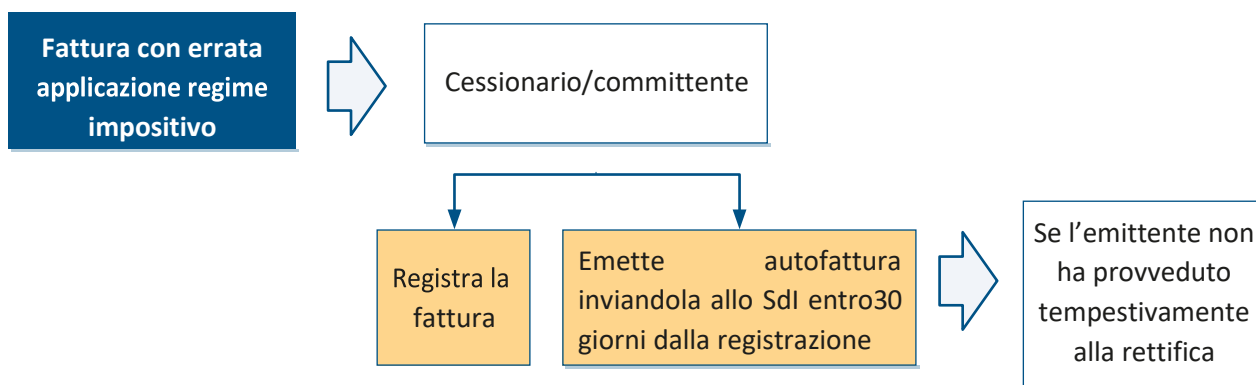 Fattura con errata
applicazione regime
impositivo
Cessionario/committente
Registra la
fattura
Emette autofattura
inviandola allo SdI entro30
giorni dalla registrazione
Se l’emittente non
ha provveduto
tempestivamente
alla rettifica